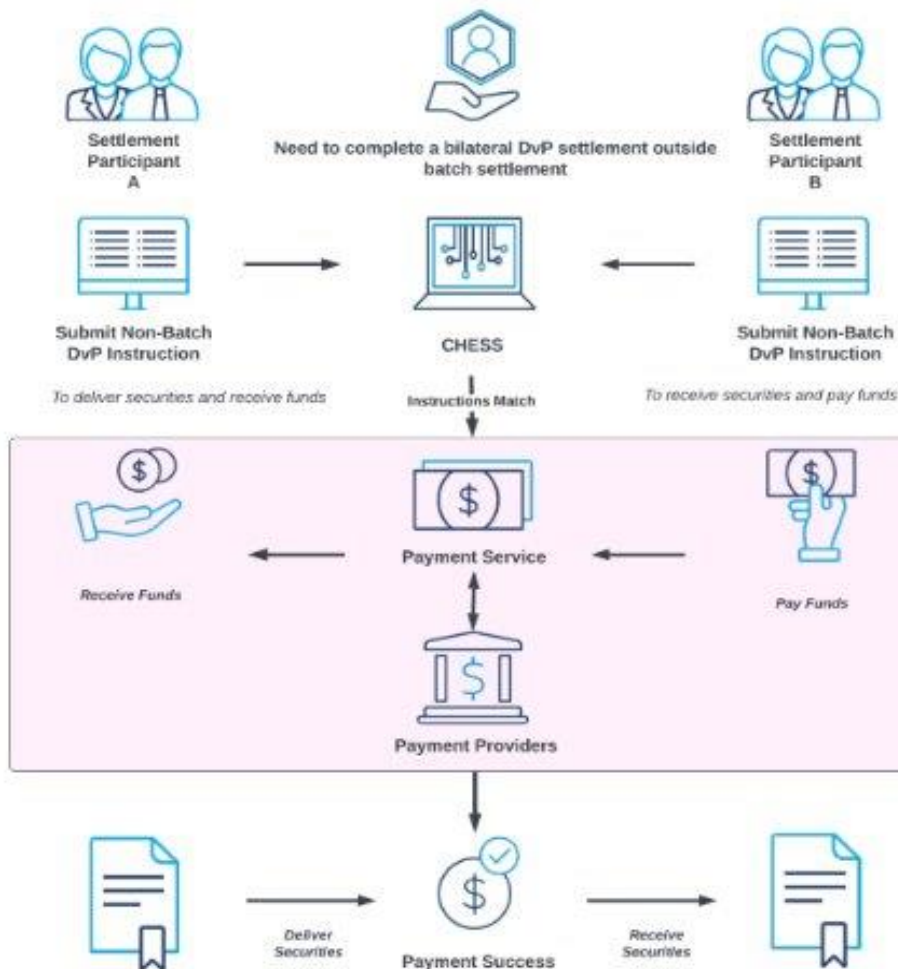 Settlement
Participant
A
Need to complete a bilateral DvP settlement outside
batch settlement
Settlement
Participant
B
Submit Non-Batch
DvP Instruction
CHESS
Submit Non-Batch
DvP Instruction
To deliver securities and receive funds
Instructions Match
To receive securities and pay funds
$
$
$
Receive Funds
Payment Service
Pay Funds
$
Payment Providers
$
Deliver
Securities
Payment Success
Receive
Securities